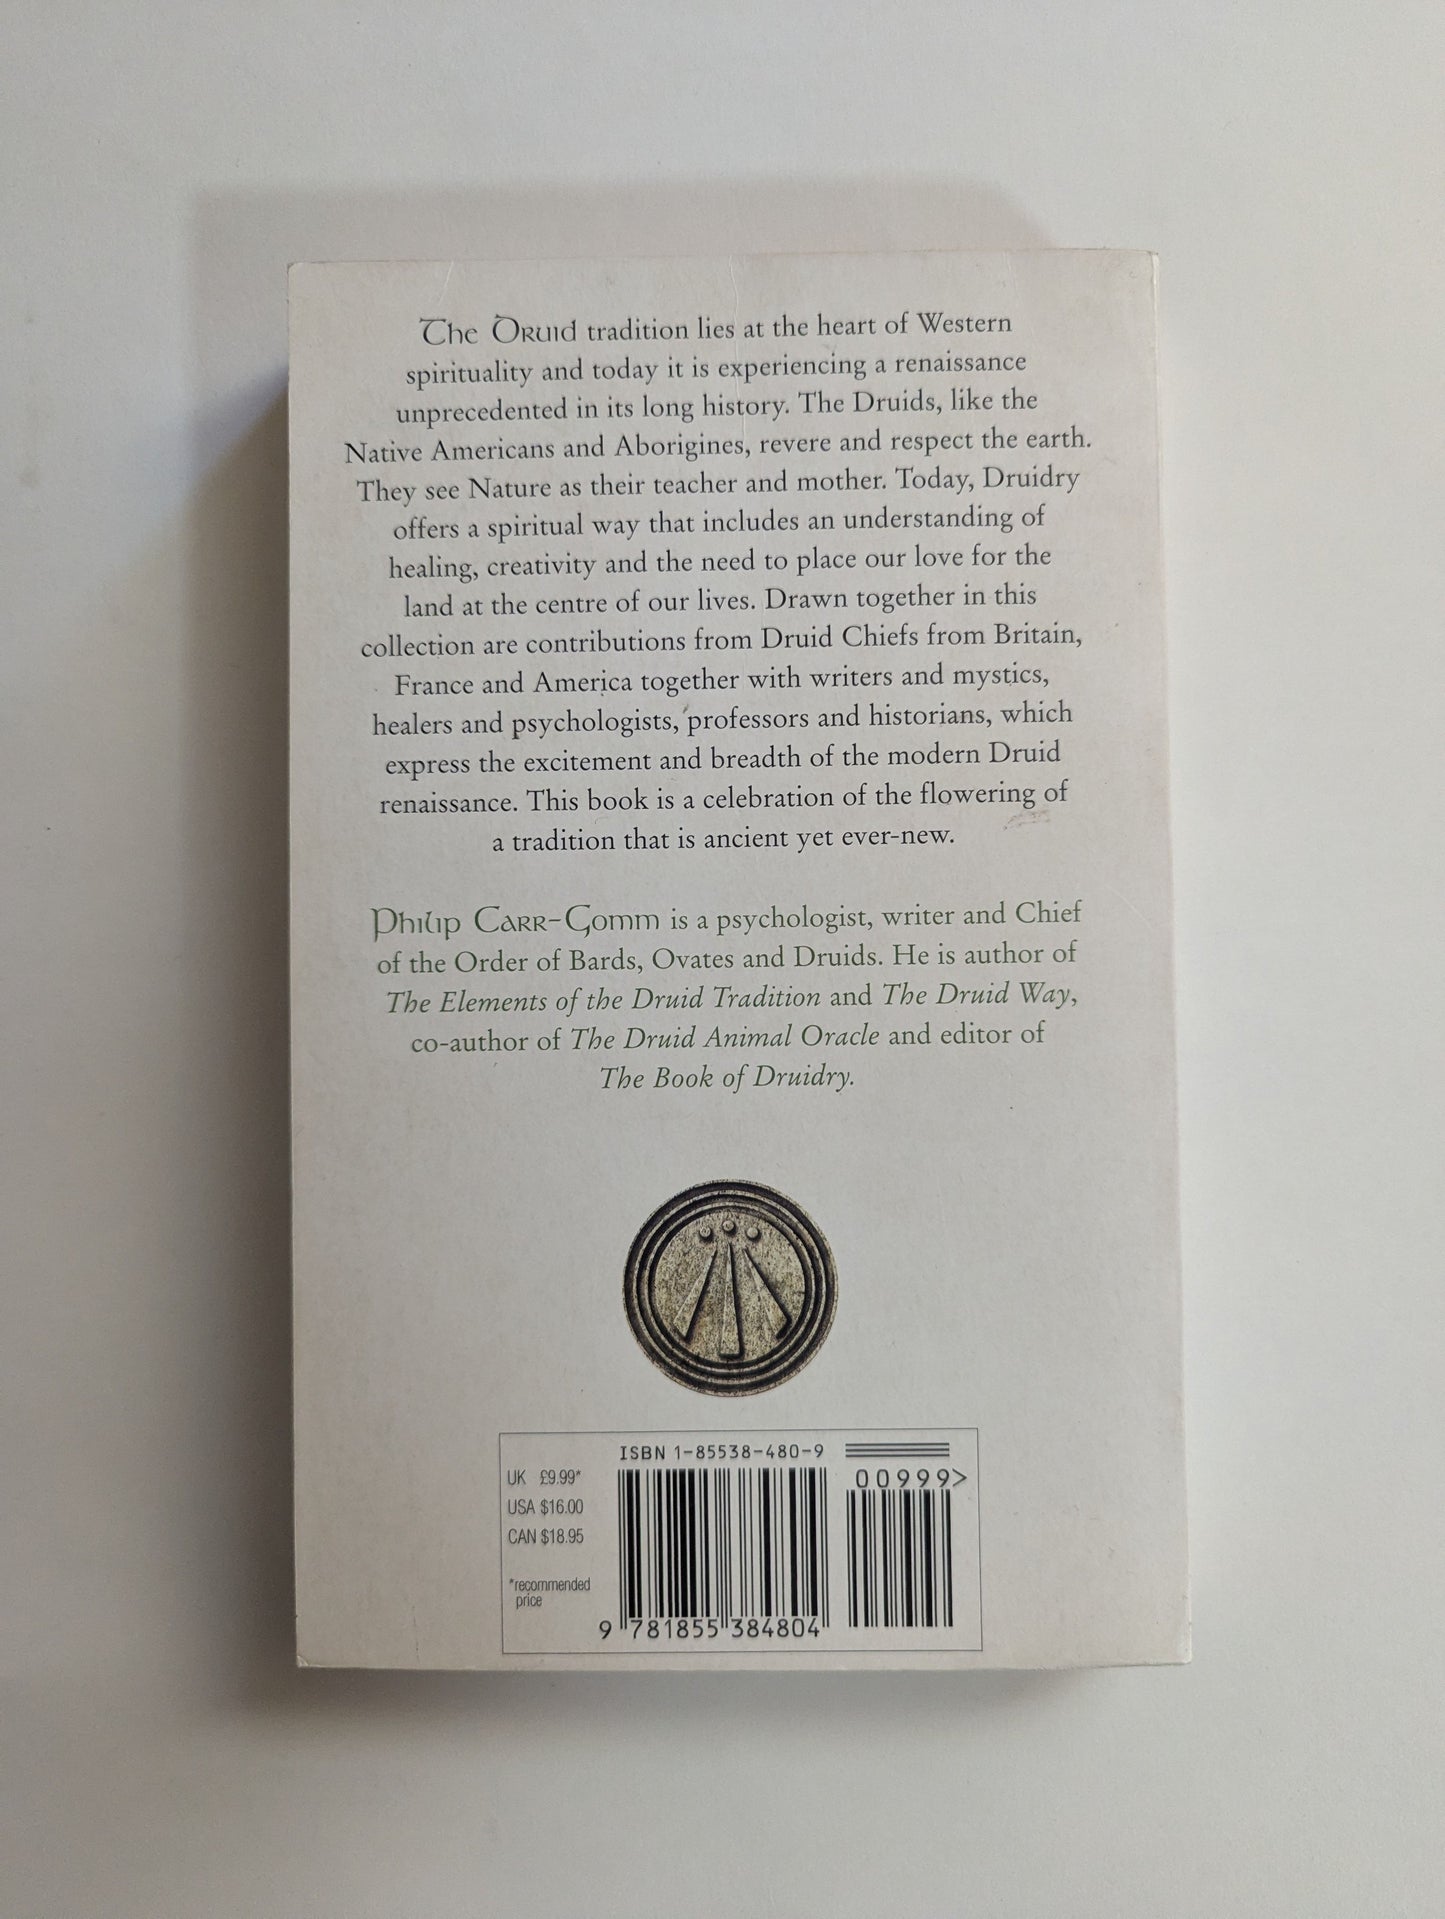 The Druid tradition lies at the heart of Western
spirituality and today it is experiencing a renaissance
unprecedented in its long history. The Druids, like the
Native Americans and Aborigines, revere and respect the earth.
They see Nature as their teacher and mother. Today, Druidry
offers a spiritual way that includes an understanding of
healing, creativity and the need to place our love for the
land at the centre of our lives. Drawn together in this
collection are contributions from Druid Chiefs from Britain,
France and America together with writers and mystics,
healers and psychologists, professors and historians, which
express the excitement and breadth of the modern Druid
renaissance. This book is a celebration of the flowering of
a tradition that is ancient yet ever-new.
Philip Carr-Gomm is a psychologist, writer and Chief
of the Order of Bards, Ovates and Druids. He is author of
The Elements of the Druid Tradition and The Druid Way,
co-author of The Druid Animal Oracle and editor of
The Book of Druidry.
ISBN 1-85538-480-9
UK £9.99*
USA $16.00
CAN $18.95
*recommended
price
00999>
9 781855 384804